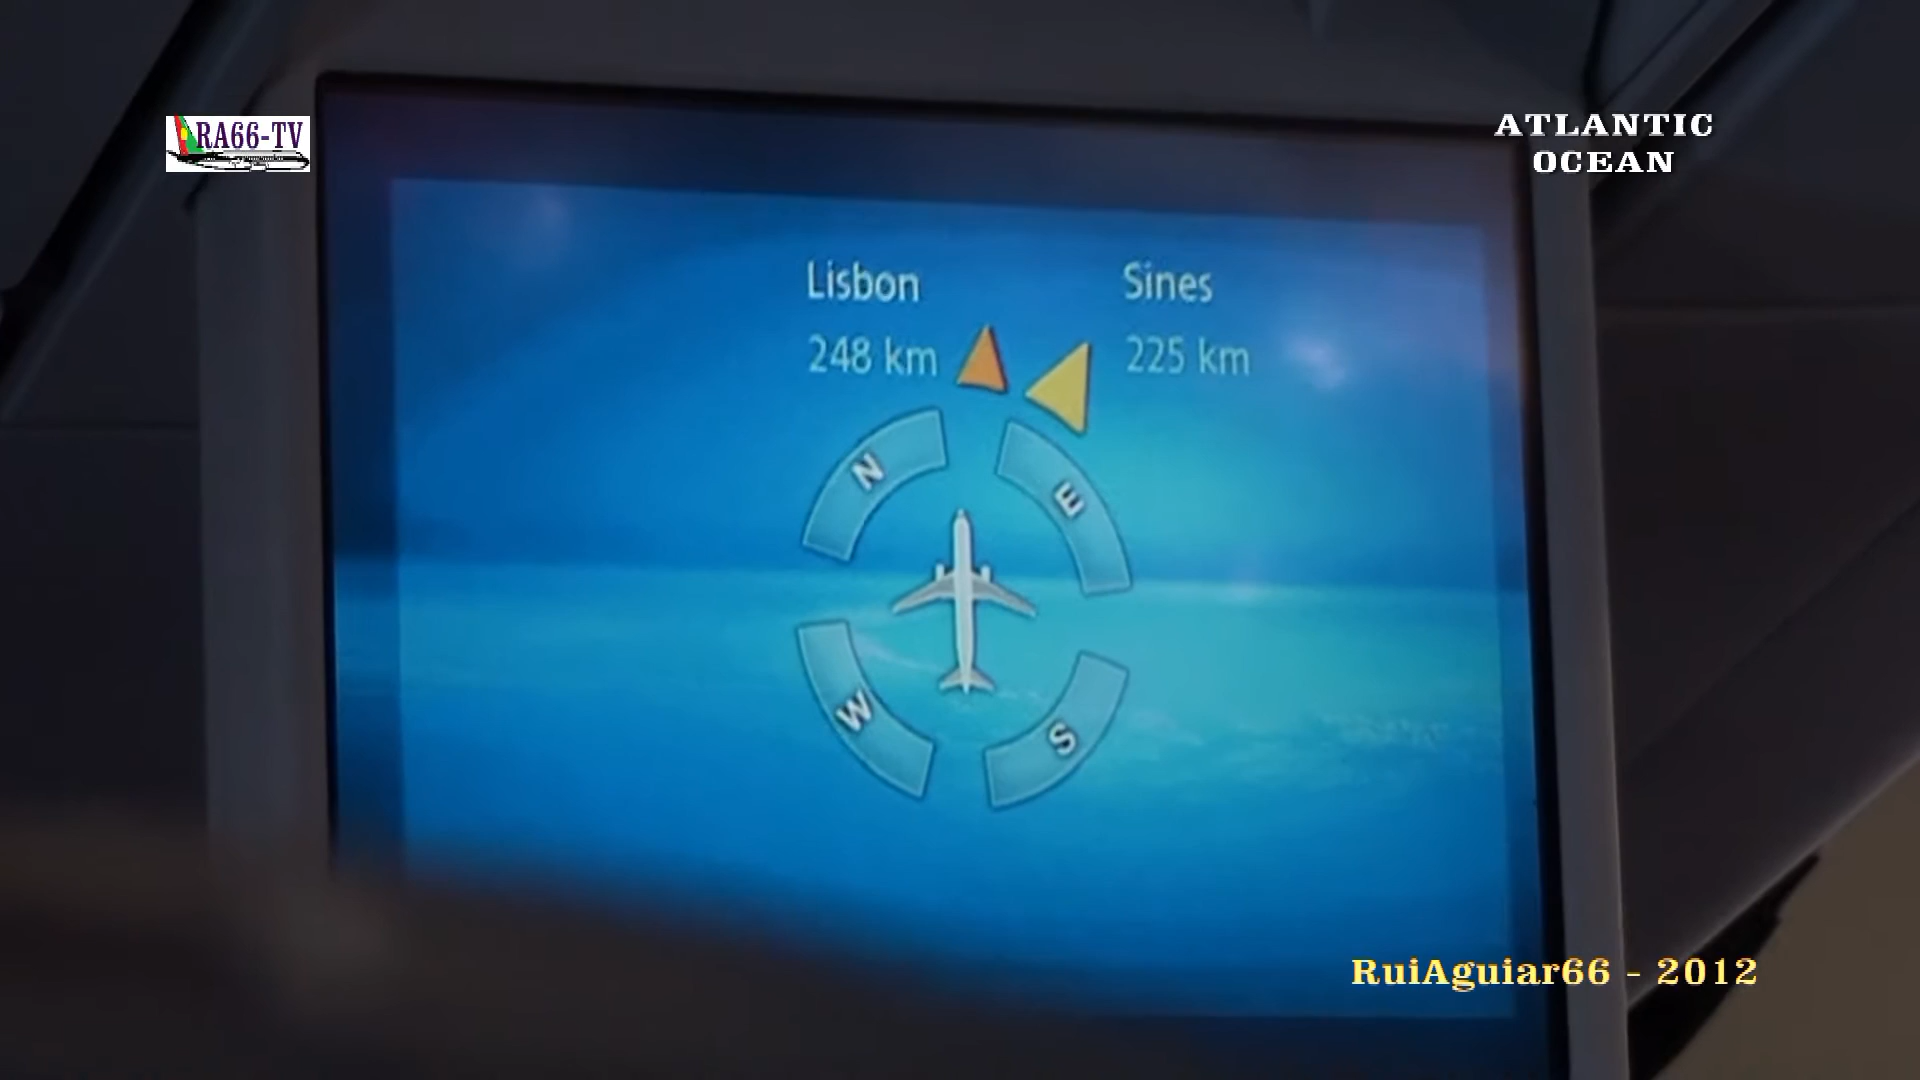 RA66-TV
ATLANTIC
OCEAN
Lisbon
248 km
Sines
225 km
N
E
W
S
RuiAguiar66 - 2012